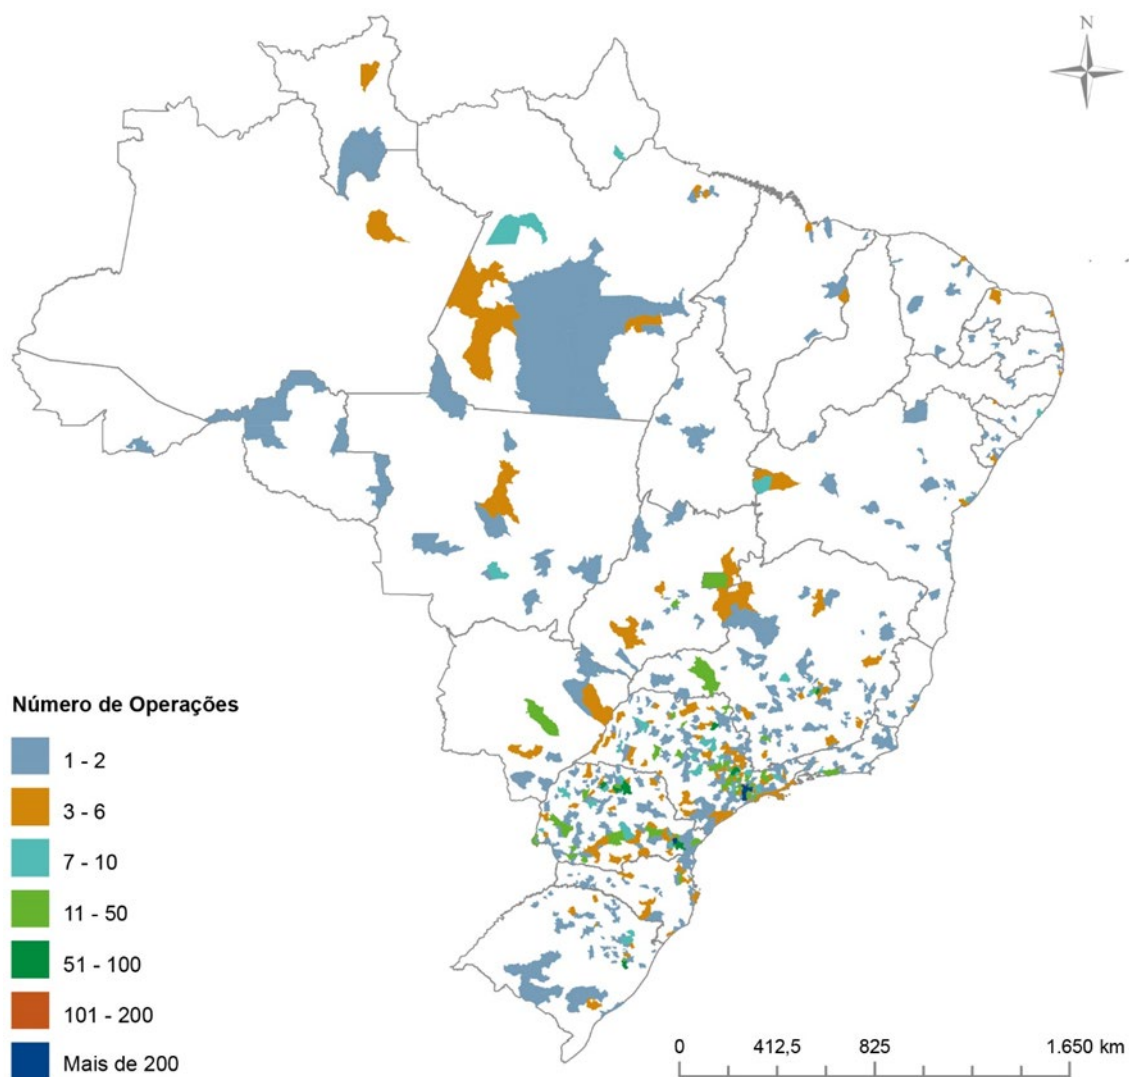 N
Número de Operações
1 - 2
3 - 6
7 - 10
11 - 50
51 - 100
101 - 200
Mais de 200
0 412,5 825 1.650 km